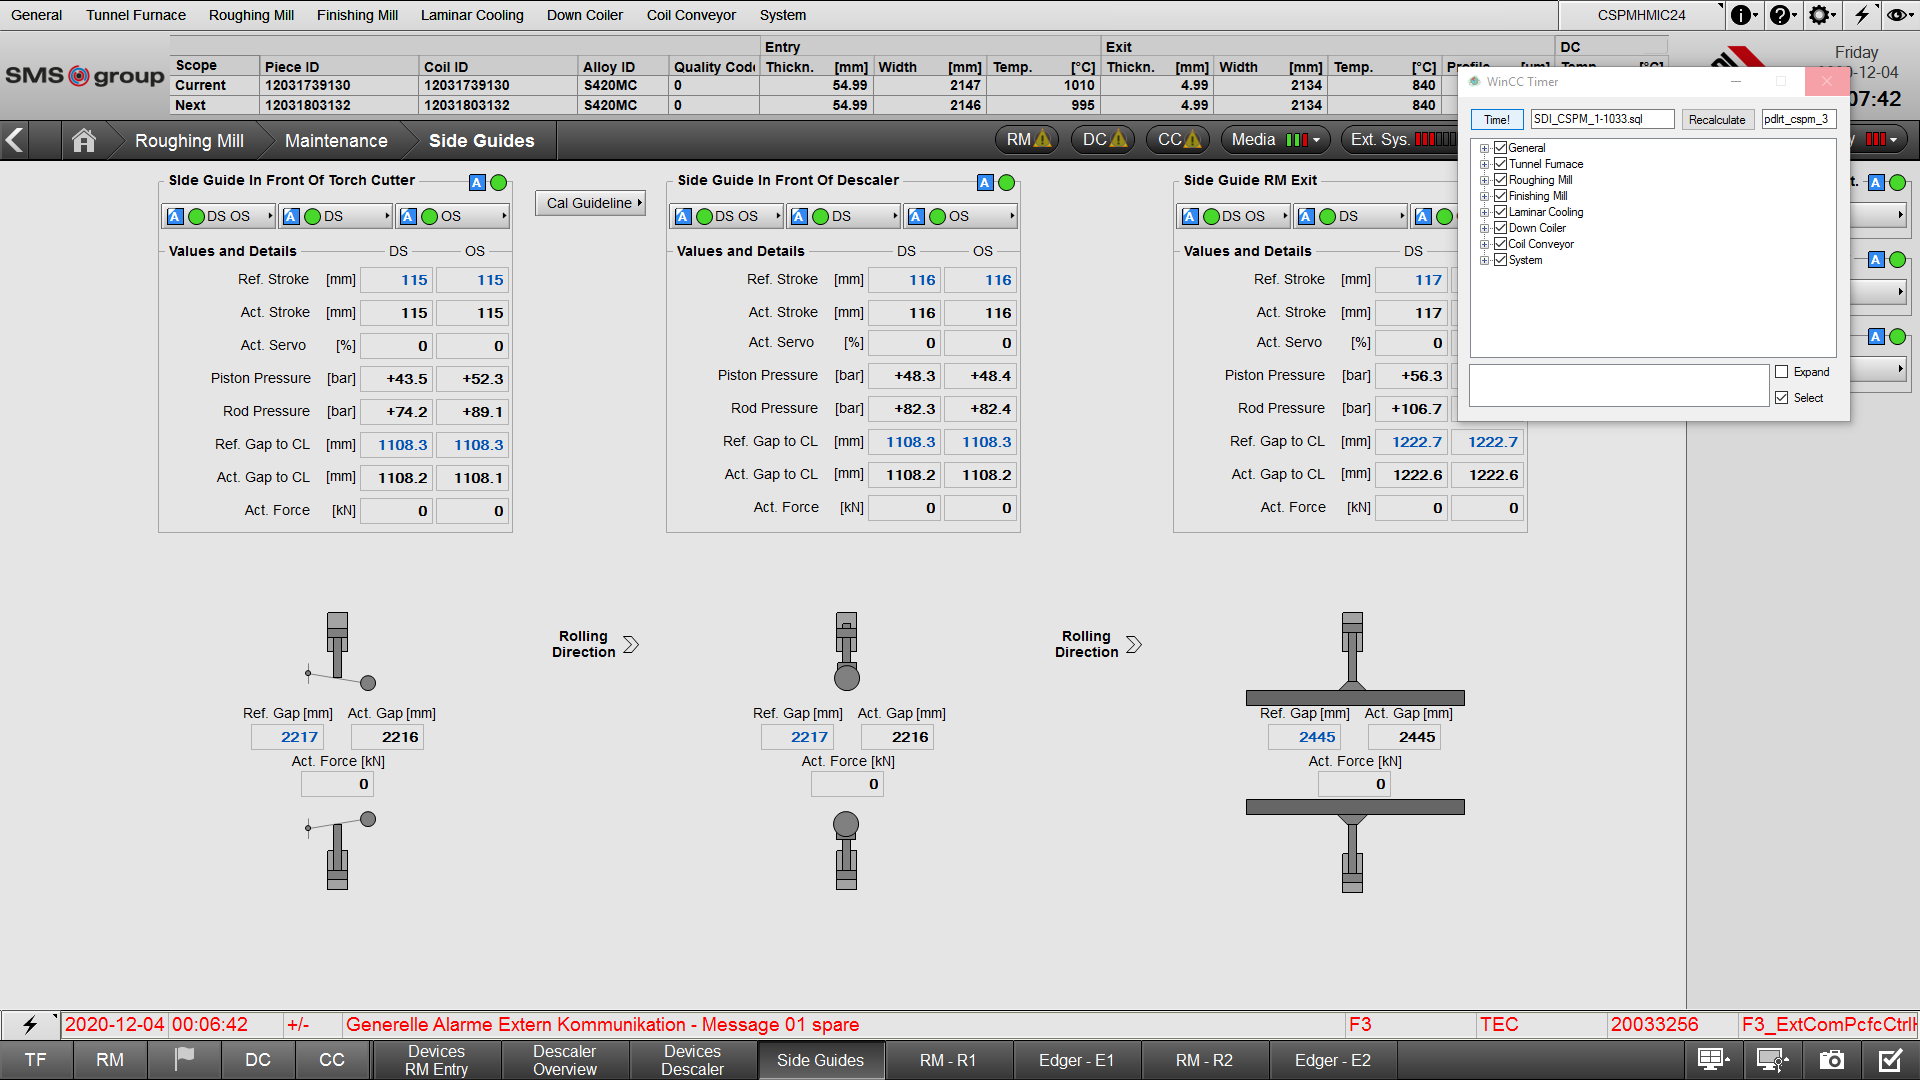 General Tunnel Furnace Roughing Mill Finishing Mill Laminar Cooling Down Coiler Coil Conveyor System CSPMHMIC24
SMS group
Entry Exit DC
Scope Piece ID Coil ID Alloy ID Quality Code Thickn. [mm] Width [mm] Temp. [°C] Thickn. [mm] Width [mm] Temp. [°C]
Current 12031739130 12031739130 S420MC 0 54.99 2147 1010 4.99 2134 840
Next 12031803132 12031803132 S420MC 0 54.99 2146 995 4.99 2134 840
Friday
-12-04
07:42
Roughing Mill Maintenance Side Guides RM DC CC Media Ext. Sys.
WinCC Timer
Time! SDI_CSPM_1-1033.sql Recalculate pdlrt_cspm_3
General
Tunnel Furnace
Roughing Mill
Finishing Mill
Laminar Cooling
Down Coiler
Coil Conveyor
System
Expand
Select
Side Guide In Front Of Torch Cutter A
A DS OS A DS A OS
Values and Details DS OS
Ref. Stroke [mm] 115 115
Act. Stroke [mm] 115 115
Act. Servo [%] 0 0
Piston Pressure [bar] +43.5 +52.3
Rod Pressure [bar] +74.2 +89.1
Ref. Gap to CL [mm] 1108.3 1108.3
Act. Gap to CL [mm] 1108.2 1108.1
Act. Force [kN] 0 0
Cal Guideline
Side Guide In Front Of Descaler A
A DS OS A DS A OS
Values and Details DS OS
Ref. Stroke [mm] 116 116
Act. Stroke [mm] 116 116
Act. Servo [%] 0 0
Piston Pressure [bar] +48.3 +48.4
Rod Pressure [bar] +82.3 +82.4
Ref. Gap to CL [mm] 1108.3 1108.3
Act. Gap to CL [mm] 1108.2 1108.2
Act. Force [kN] 0 0
Side Guide RM Exit
A DS OS A DS A
Values and Details DS
Ref. Stroke [mm] 117
Act. Stroke [mm] 117
Act. Servo [%] 0
Piston Pressure [bar] +56.3
Rod Pressure [bar] +106.7
Ref. Gap to CL [mm] 1222.7 1222.7
Act. Gap to CL [mm] 1222.6 1222.6
Act. Force [kN] 0 0
t. A
A
A
Rolling
Direction
Rolling
Direction
Ref. Gap [mm] Act. Gap [mm]
2217 2216
Act. Force [kN]
0
Ref. Gap [mm] Act. Gap [mm]
2217 2216
Act. Force [kN]
0
Ref. Gap [mm] Act. Gap [mm]
2445 2445
Act. Force [kN]
0
2020-12-04 00:06:42 +/- Generelle Alarme Extern Kommunikation - Message 01 spare F3 TEC 20033256 F3_ExtComPcfcCtrl
TF RM DC CC
Devices
RM Entry
Descaler
Overview
Devices
Descaler
Side Guides RM - R1 Edger - E1 RM - R2 Edger - E2